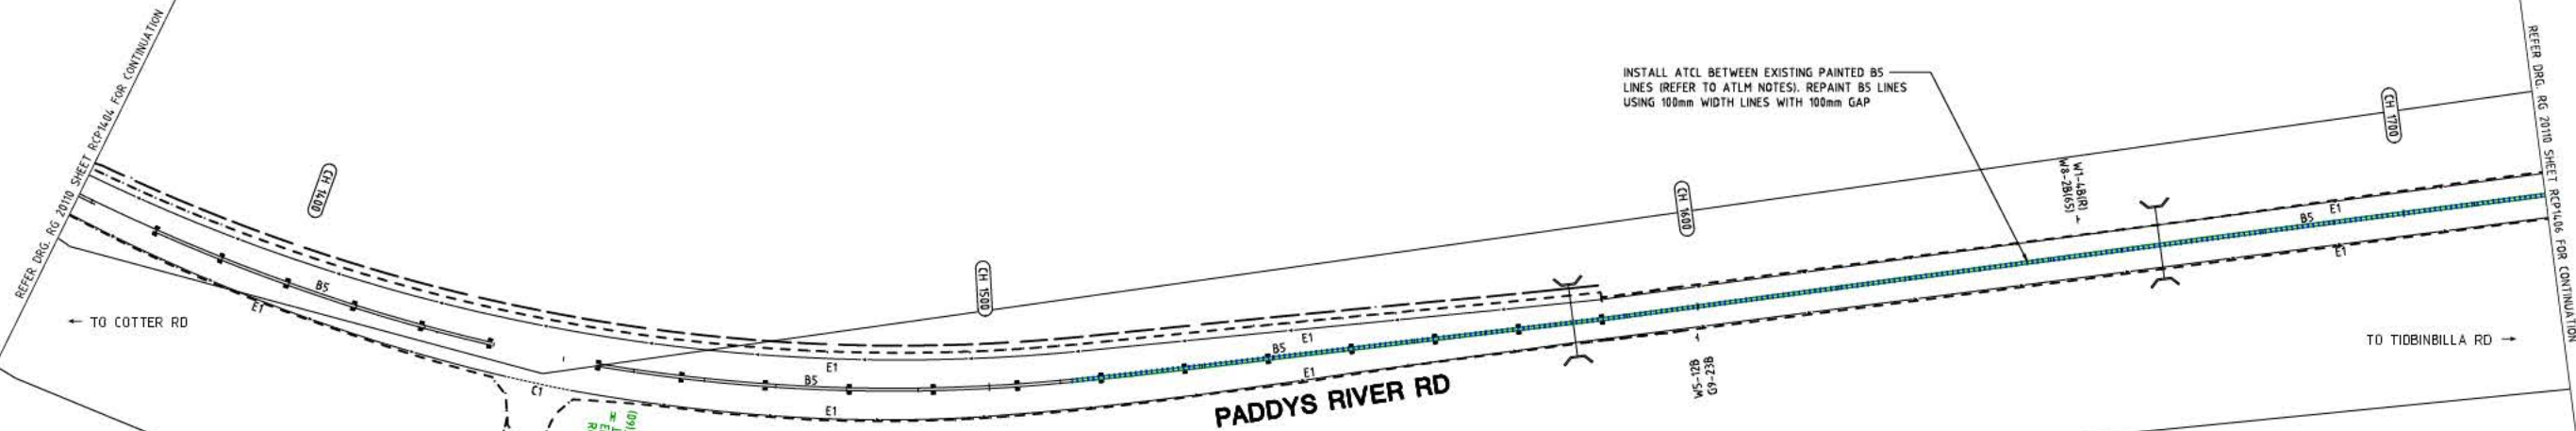 REFER DRG. RG 20110 SHEET RCP1404 FOR CONTINUATION
CH 1400
B5
E1
← TO COTTER RD
C1
E1
B5
E1
CH 1500
E1
B5
E1
PADDYS RIVER RD
INSTALL ATCL BETWEEN EXISTING PAINTED B5
LINES (REFER TO ATLM NOTES). REPAINT B5 LINES
USING 100mm WIDTH LINES WITH 100mm GAP
CH 1600
W5-12B
G9-23B
W1-4B(R)
W8-2B(65)
CH 1700
B5
E1
E1
TO TIDBINBILLA RD →
REFER DRG. RG 20110 SHEET RCP1406 FOR CONTINUATION